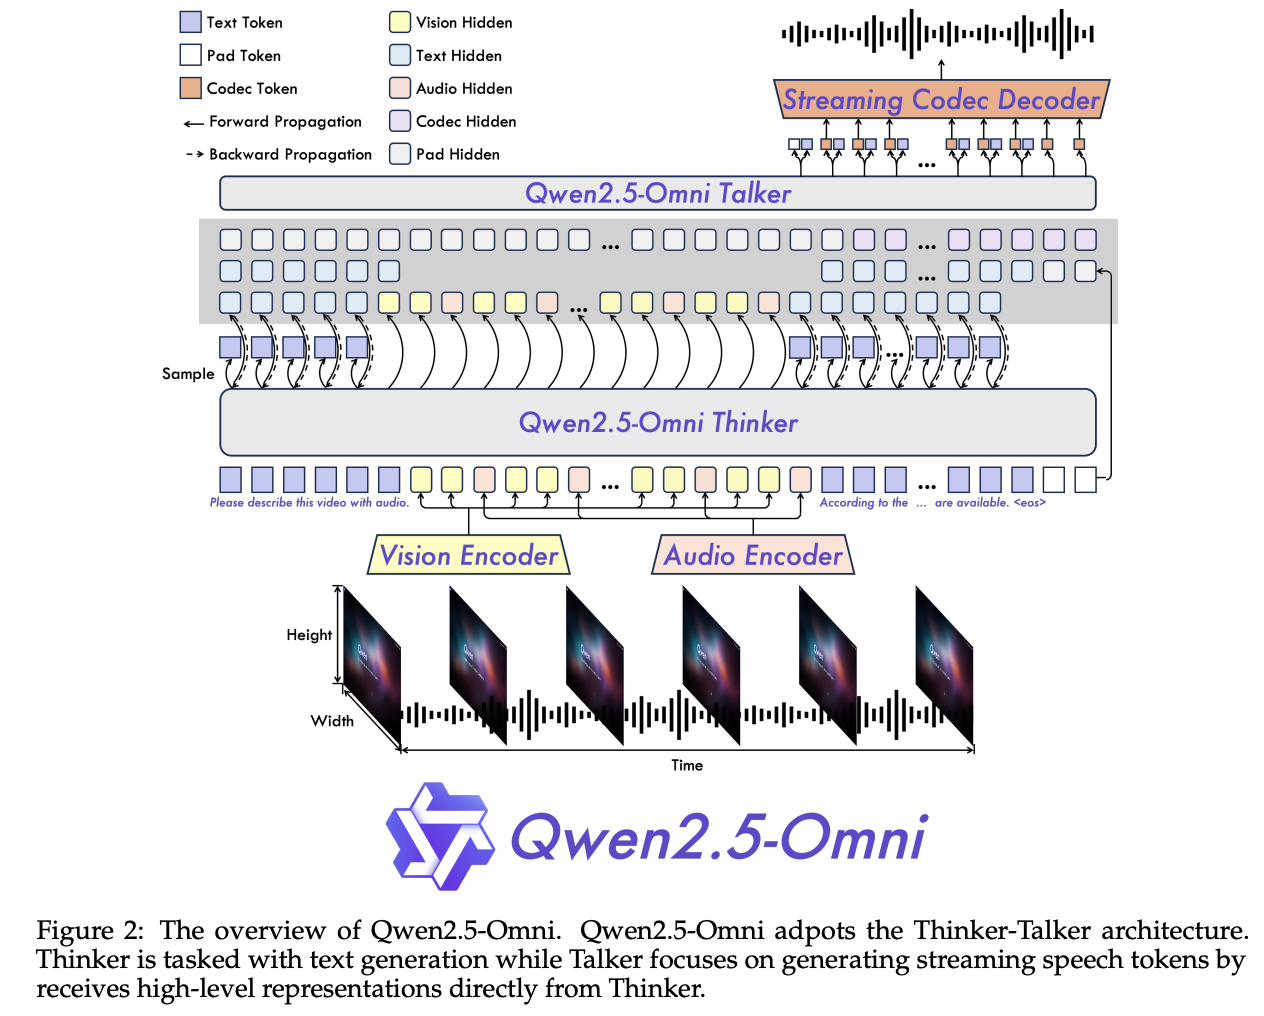 Text Token
Pad Token
Codec Token
Forward Propagation
Backward Propagation
Vision Hidden
Text Hidden
Audio Hidden
Codec Hidden
Pad Hidden
Streaming Codec Decoder
...
Qwen2.5-Omni Talker
... ...
...
...
...
Sample
Qwen2.5-Omni Thinker
... ...
Please describe this video with audio.
According to the ... are available. <eos>
Vision Encoder
Audio Encoder
Height
Width
Time
Qwen2.5-Omni
Figure 2: The overview of Qwen2.5-Omni. Qwen2.5-Omni adpots the Thinker-Talker architecture.
Thinker is tasked with text generation while Talker focuses on generating streaming speech tokens by
receives high-level representations directly from Thinker.